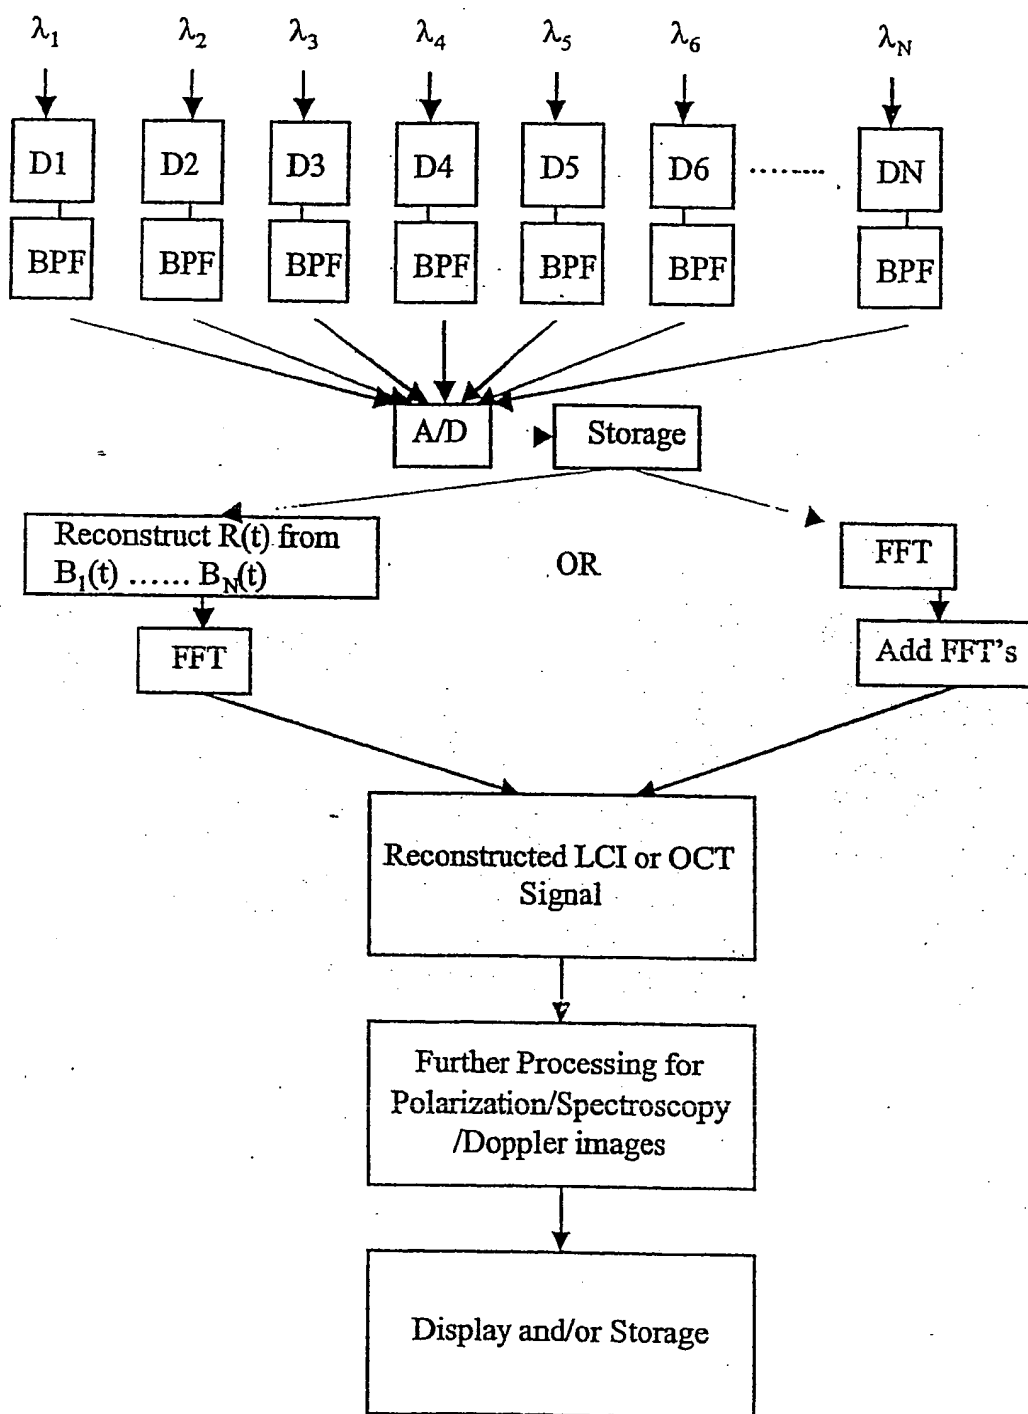 λ1 λ2 λ3 λ4 λ5 λ6 λN
D1 D2 D3 D4 D5 D6 ........ DN
BPF BPF BPF BPF BPF BPF BPF
A/D Storage
Reconstruct R(t) from
B1(t) ...... BN(t)
OR
FFT
FFT
Add FFT's
Reconstructed LCI or OCT
Signal
Further Processing for
Polarization/Spectroscopy
/Doppler images
Display and/or Storage